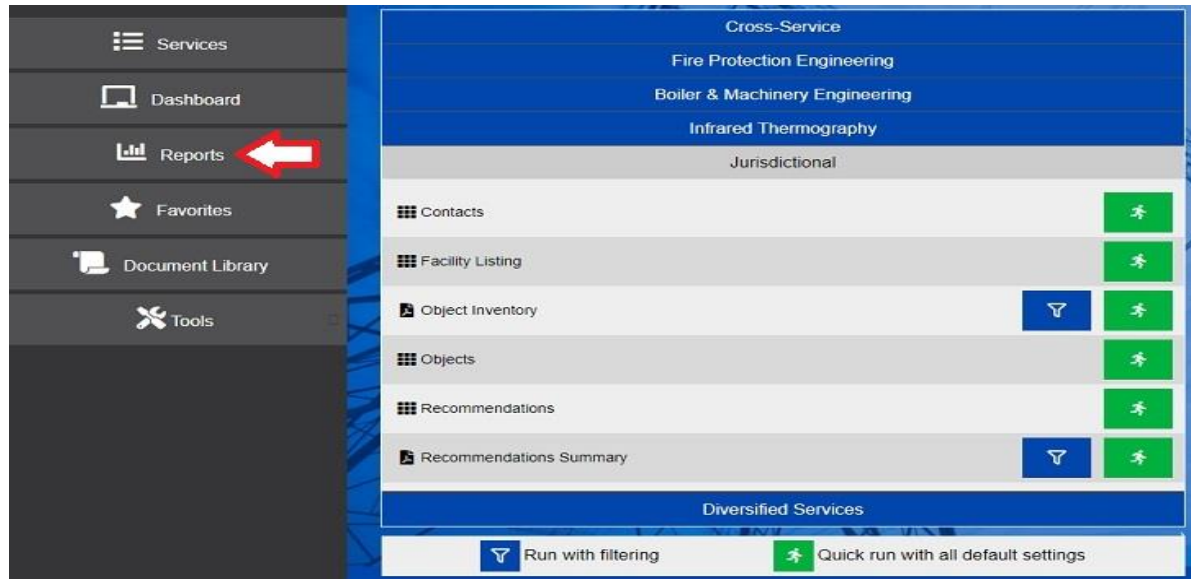 Services
Dashboard
Reports
Favorites
Document Library
Tools
Cross-Service
Fire Protection Engineering
Boiler & Machinery Engineering
Infrared Thermography
Jurisdictional
Contacts
Facility Listing
Object Inventory
Objects
Recommendations
Recommendations Summary
Diversified Services
Run with filtering
Quick run with all default settings